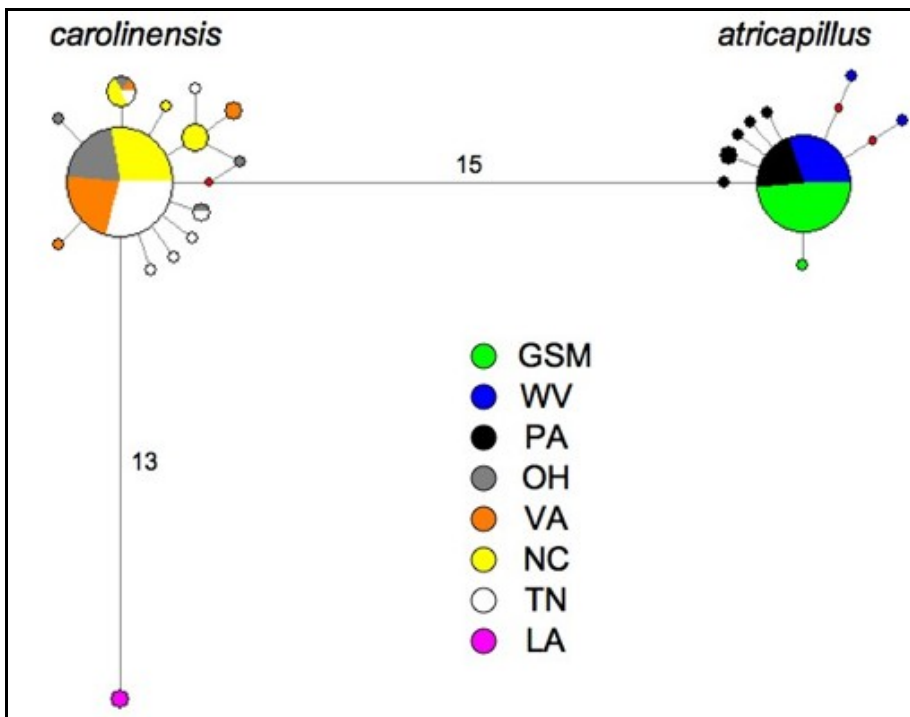 carolinensis
atricapillus
15
13
GSM
WV
PA
OH
VA
NC
TN
LA